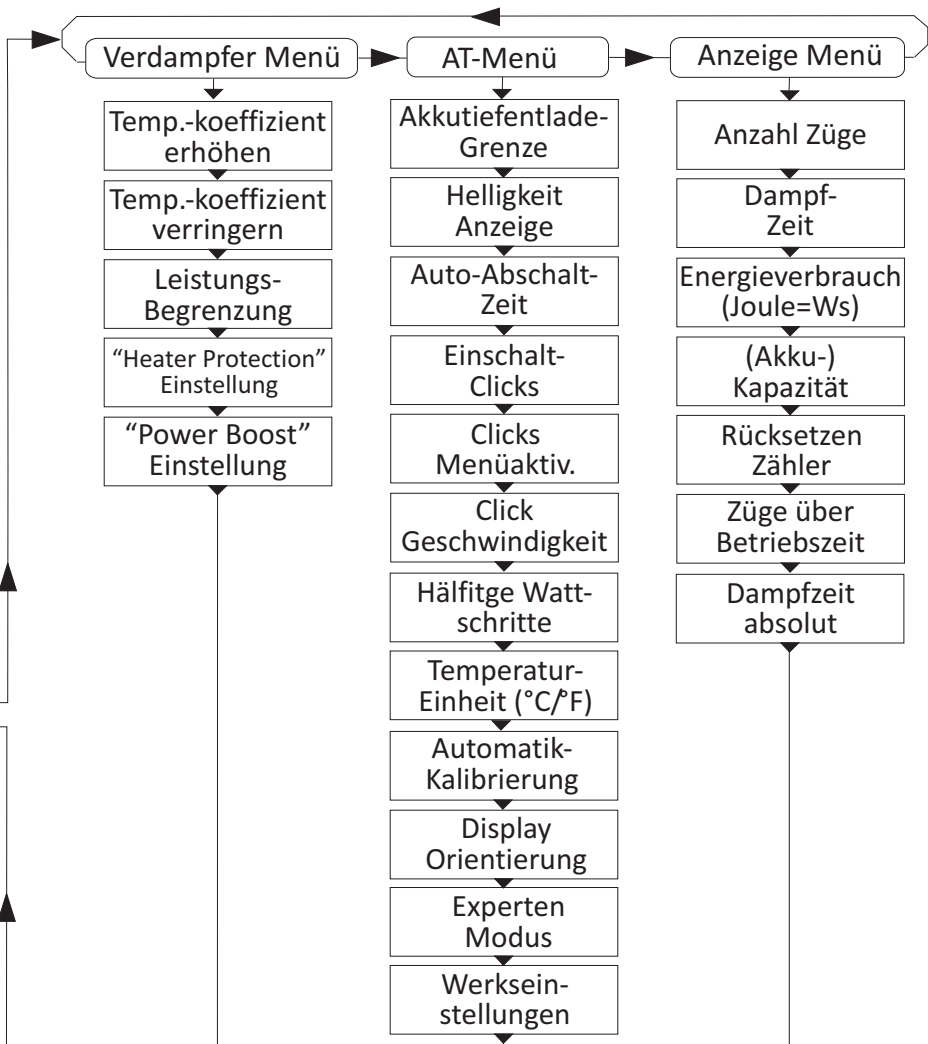 Verdampfer Menü
Temp.-koeffizient
erhöhen
Temp.-koeffizient
verringern
Leistungs-
Begrenzung
“Heater Protection”
Einstellung
“Power Boost”
Einstellung
AT-Menü
Akkutiefentlade-
Grenze
Helligkeit
Anzeige
Auto-Abschalt-
Zeit
Einschalt-
Clicks
Clicks
Menüaktiv.
Click
Geschwindigkeit
Hälfitge Watt-
schritte
Temperatur-
Einheit (°C/°F)
Automatik-
Kalibrierung
Display
Orientierung
Experten
Modus
Werksein-
stellungen
Anzeige Menü
Anzahl Züge
Dampf-
Zeit
Energieverbrauch
(Joule=Ws)
(Akku-)
Kapazität
Rücksetzen
Zähler
Züge über
Betriebszeit
Dampfzeit
absolut